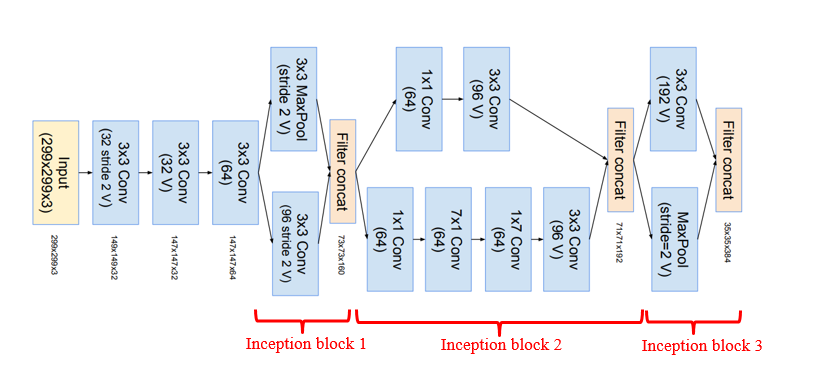 Input
(299x299x3)
299x299x3
3x3 Conv
(32 stride 2 V)
149x149x32
3x3 Conv
(32 V)
147x147x32
3x3 Conv
(64)
147x147x64
3x3 MaxPool
(stride 2 V)
3x3 Conv
(96 stride 2 V)
Filter concat
73x73x160
1x1 Conv
(64)
3x3 Conv
(96 V)
1x1 Conv
(64)
7x1 Conv
(64)
1x7 Conv
(64)
3x3 Conv
(96 V)
Filter concat
71x71x192
3x3 Conv
(192 V)
MaxPool
(stride=2 V)
Filter concat
35x35x384
Inception block 1
Inception block 2
Inception block 3